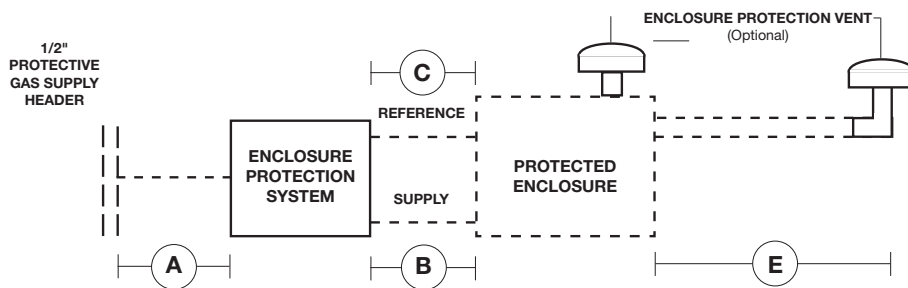 1/2"
PROTECTIVE
GAS SUPPLY
HEADER
ENCLOSURE PROTECTION VENT
(Optional)
C
REFERENCE
ENCLOSURE
PROTECTION
SYSTEM
PROTECTED
ENCLOSURE
SUPPLY
A
B
E